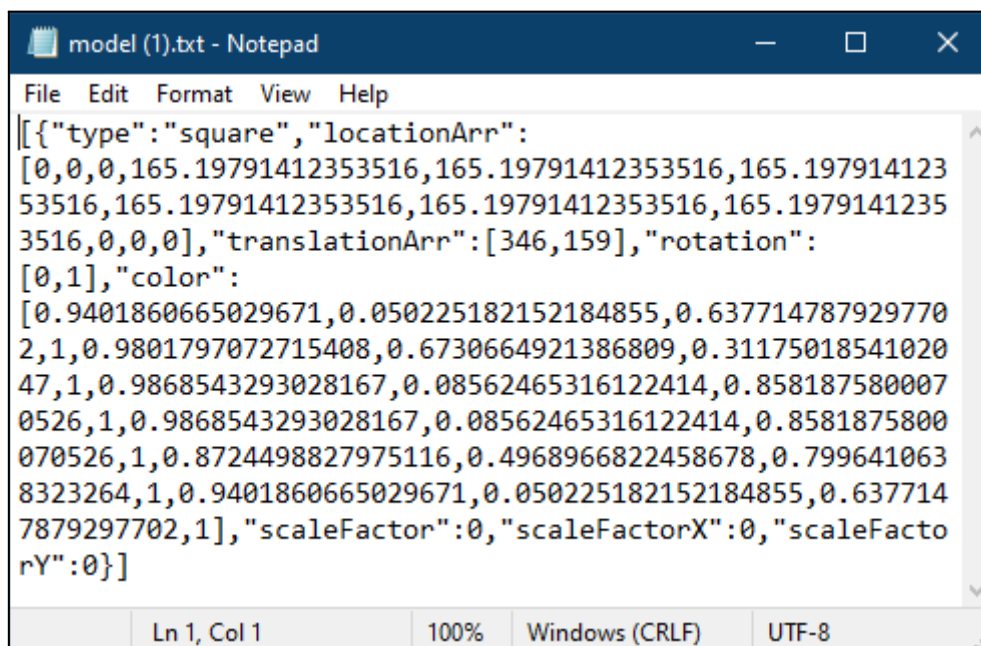 model (1).txt - Notepad
File Edit Format View Help
[{"type":"square","locationArr":
[0,0,0,165.19791412353516,165.19791412353516,165.197914123
53516,165.19791412353516,165.19791412353516,165.1979141235
3516,0,0,0],"translationArr":[346,159],"rotation":
[0,1],"color":
[0.9401860665029671,0.050225182152184855,0.637714787929770
2,1,0.9801797072715408,0.6730664921386809,0.31175018541020
47,1,0.9868543293028167,0.08562465316122414,0.858187580007
0526,1,0.9868543293028167,0.08562465316122414,0.8581875800
070526,1,0.8724498827975116,0.4968966822458678,0.799641063
8323264,1,0.9401860665029671,0.050225182152184855,0.637714
7879297702,1],"scaleFactor":0,"scaleFactorX":0,"scaleFacto
rY":0}]
Ln 1, Col 1 100% Windows (CRLF) UTF-8